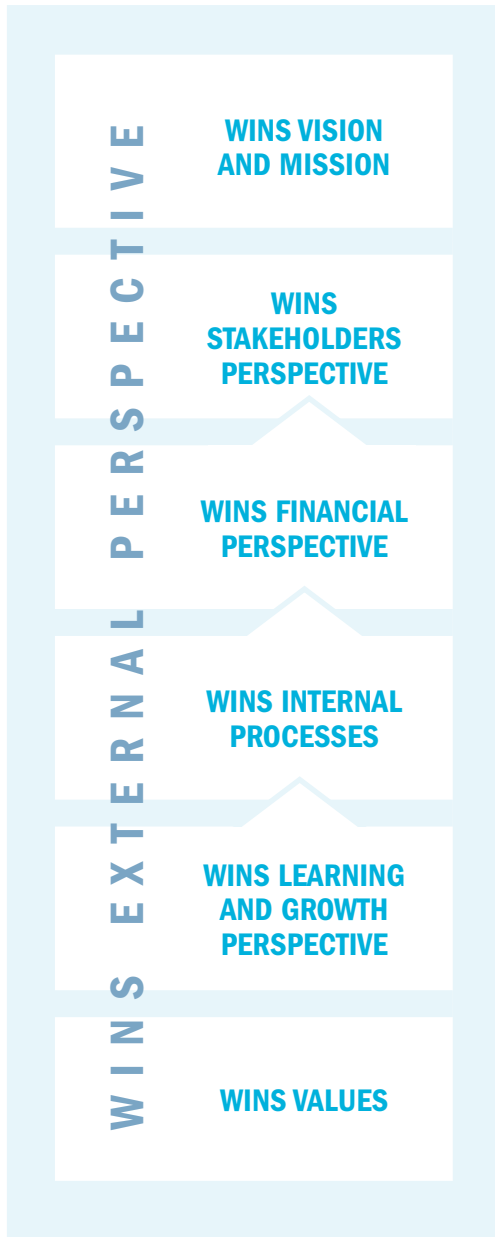 WINS EXTERNAL PERSPECTIVE
WINS VISION
AND MISSION
WINS
STAKEHOLDERS
PERSPECTIVE
WINS FINANCIAL
PERSPECTIVE
WINS INTERNAL
PROCESSES
WINS LEARNING
AND GROWTH
PERSPECTIVE
WINS VALUES